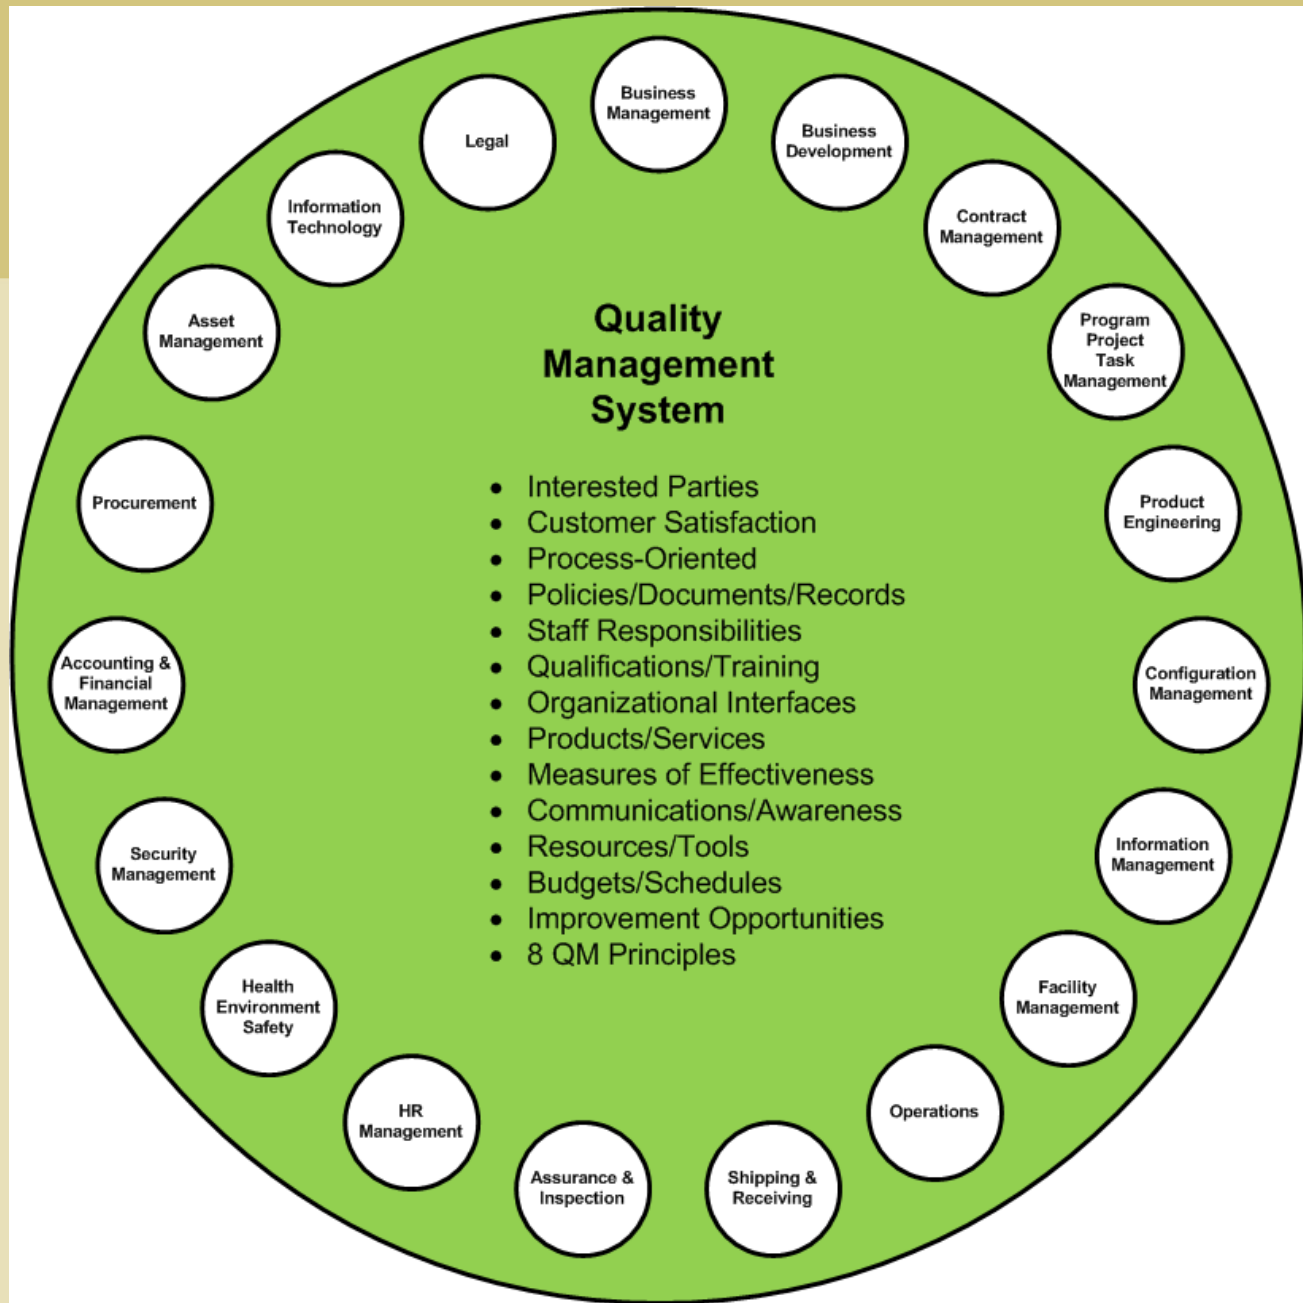 Business
Management
Business
Development
Contract
Management
Program
Project
Task
Management
Product
Engineering
Configuration
Management
Information
Management
Facility
Management
Operations
Shipping &
Receiving
Assurance &
Inspection
HR
Management
Health
Environment
Safety
Security
Management
Accounting &
Financial
Management
Procurement
Asset
Management
Information
Technology
Legal
Quality
Management
System
• Interested Parties
• Customer Satisfaction
• Process-Oriented
• Policies/Documents/Records
• Staff Responsibilities
• Qualifications/Training
• Organizational Interfaces
• Products/Services
• Measures of Effectiveness
• Communications/Awareness
• Resources/Tools
• Budgets/Schedules
• Improvement Opportunities
• 8 QM Principles